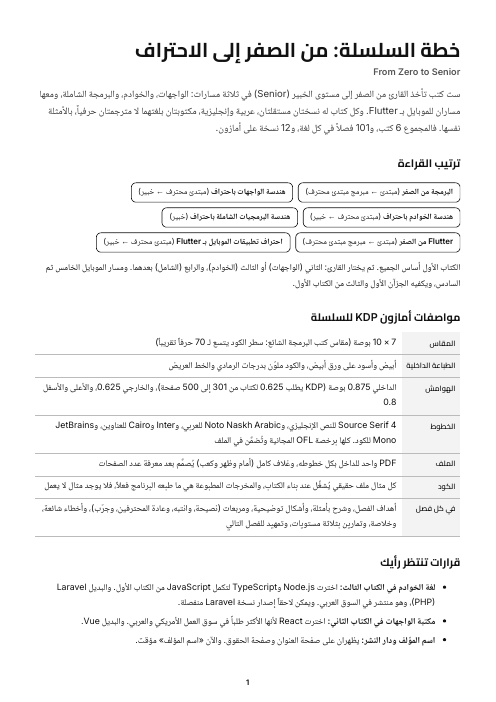 خطة السلسلة: من الصفر إلى الاحتراف
From Zero to Senior
ست كتب تأخذ القارئ من الصفر إلى مستوى الخبير (Senior) في ثلاثة مسارات: الواجهات، والخوادم، والبرمجة الشاملة، ومعها
مساران للموبايل بـ Flutter. وكل كتاب له نسختان مستقلتان، عربية وإنجليزية، مكتوبتان بلغتهما لا مترجمتان حرفياً، بالأمثلة
نفسها. فالمجموع 6 كتب، و101 فصلاً في كل لغة، و12 نسخة على أمازون.
ترتيب القراءة
البرمجة من الصفر (مبتدئ ← مبرمج مبتدئ محترف) هندسة الواجهات باحتراف (مبتدئ محترف ← خبير)
هندسة الخوادم باحتراف (مبتدئ محترف ← خبير) هندسة البرمجيات الشاملة باحتراف (خبير)
Flutter من الصفر (مبتدئ ← مبرمج مبتدئ محترف) احتراف تطبيقات الموبايل بـ Flutter (مبتدئ محترف ← خبير)
الكتاب الأول أساس الجميع. ثم يختار القارئ: الثاني (الواجهات) أو الثالث (الخوادم)، والرابع (الشامل) بعدهما. ومسار الموبايل الخامس ثم
السادس، ويكفيه الجزآن الأول والثالث من الكتاب الأول.
مواصفات أمازون KDP للسلسلة
المقاس 7 × 10 بوصة (مقاس كتب البرمجة الشائع؛ سطر الكود يتسع لـ 70 حرفاً تقريباً)
الطباعة الداخلية أبيض وأسود على ورق أبيض، والكود ملوّن بدرجات الرمادي والخط العريض
الهوامش الداخلي 0.875 بوصة (KDP يطلب 0.625 لكتاب من 301 إلى 500 صفحة)، والخارجي 0.625، والأعلى والأسفل
0.8
الخطوط Source Serif 4 للنص الإنجليزي، وNoto Naskh Arabic للعربي، وInter وCairo للعناوين، وJetBrains
Mono للكود. كلها برخصة OFL المجانية وتُضمَّن في الملف
الملف PDF واحد للداخل بكل خطوطه، وغلاف كامل (أمام وظهر وكعب) يُصمَّم بعد معرفة عدد الصفحات
الكود كل مثال ملف حقيقي يُشغَّل عند بناء الكتاب، والمخرجات المطبوعة هي ما طبعه البرنامج فعلاً، فلا يوجد مثال لا يعمل
في كل فصل أهداف الفصل، وشرح بأمثلة، وأشكال توضيحية، ومربعات (نصيحة، وانتبه، وعادة المحترفين، وجرّب)، وأخطاء شائعة،
وخلاصة، وتمارين بثلاثة مستويات، وتمهيد للفصل التالي
قرارات تنتظر رأيك
• لغة الخوادم في الكتاب الثالث: اخترت Node.js وTypeScript لتكمل JavaScript من الكتاب الأول. والبديل Laravel
(PHP)، وهو منتشر في السوق العربي. ويمكن لاحقاً إصدار نسخة Laravel منفصلة.
• مكتبة الواجهات في الكتاب الثاني: اخترت React لأنها الأكثر طلباً في سوق العمل الأمريكي والعربي. والبديل Vue.
• اسم المؤلف ودار النشر: يظهران على صفحة العنوان وصفحة الحقوق. والآن «اسم المؤلف» مؤقت.
1